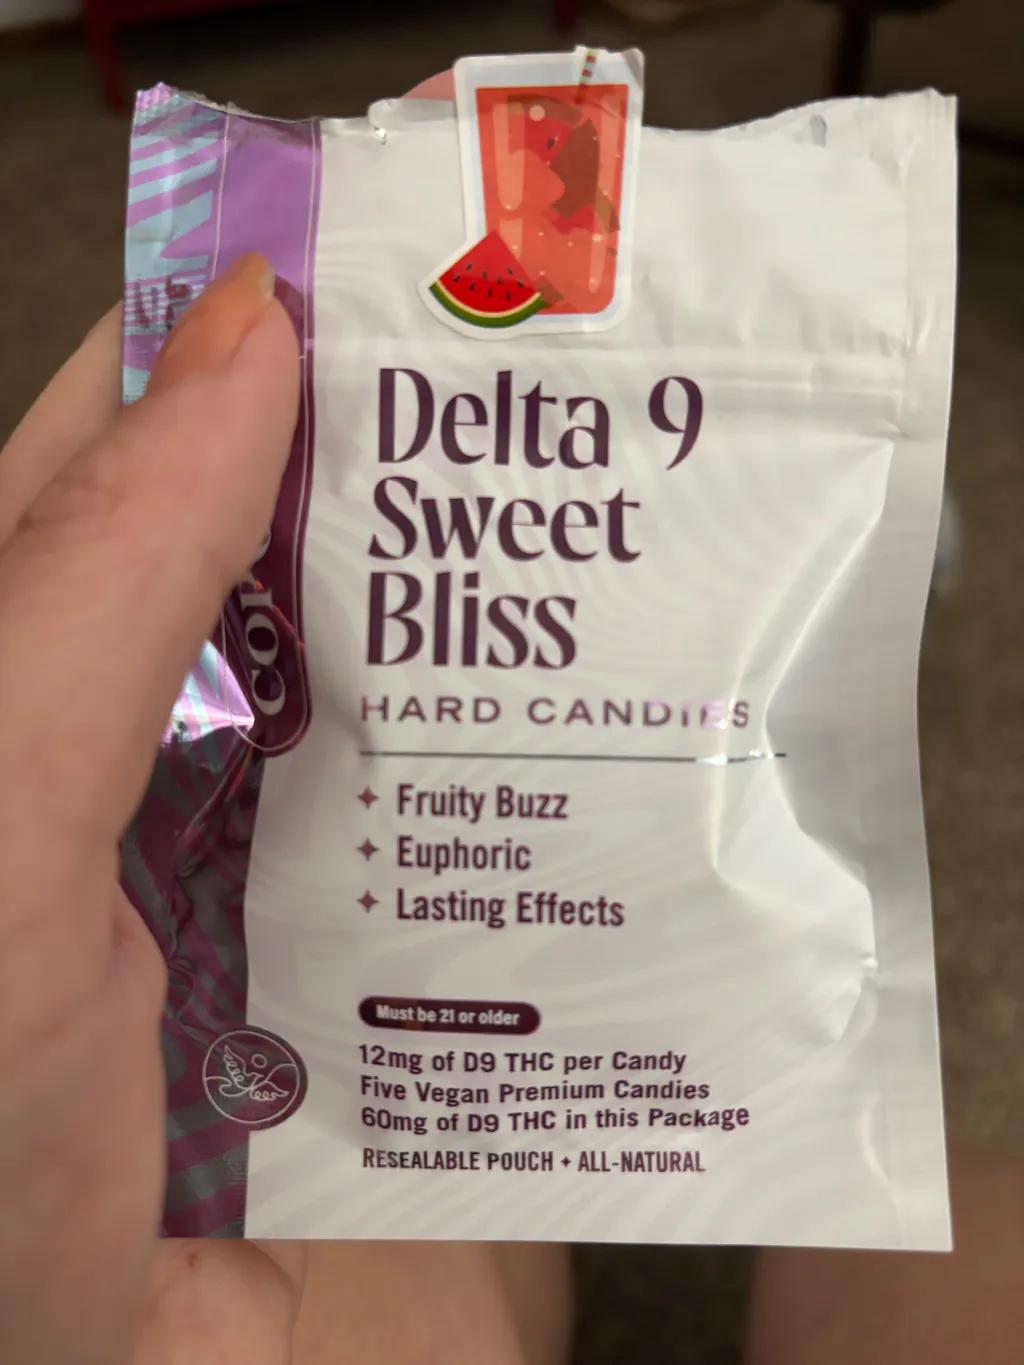 Delta 9
Sweet
Bliss
HARD CANDIES
Fruity Buzz
Euphoric
Lasting Effects
Must be 21 or older
12mg of D9 THC per Candy
Five Vegan Premium Candies
60mg of D9 THC in this Package
RESEALABLE POUCH + ALL-NATURAL